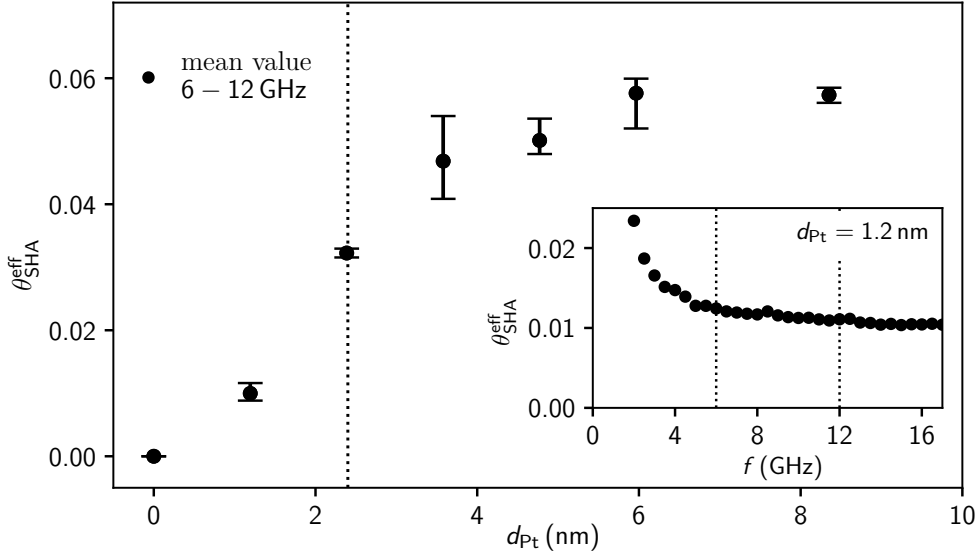 mean value
6 – 12 GHz
0.06
0.04
0.02
0.00
θ^eff_SHA
0 2 4 6 8 10
d_Pt (nm)
d_Pt = 1.2 nm
0.02
0.01
0.00
θ^eff_SHA
0 4 8 12 16
f (GHz)